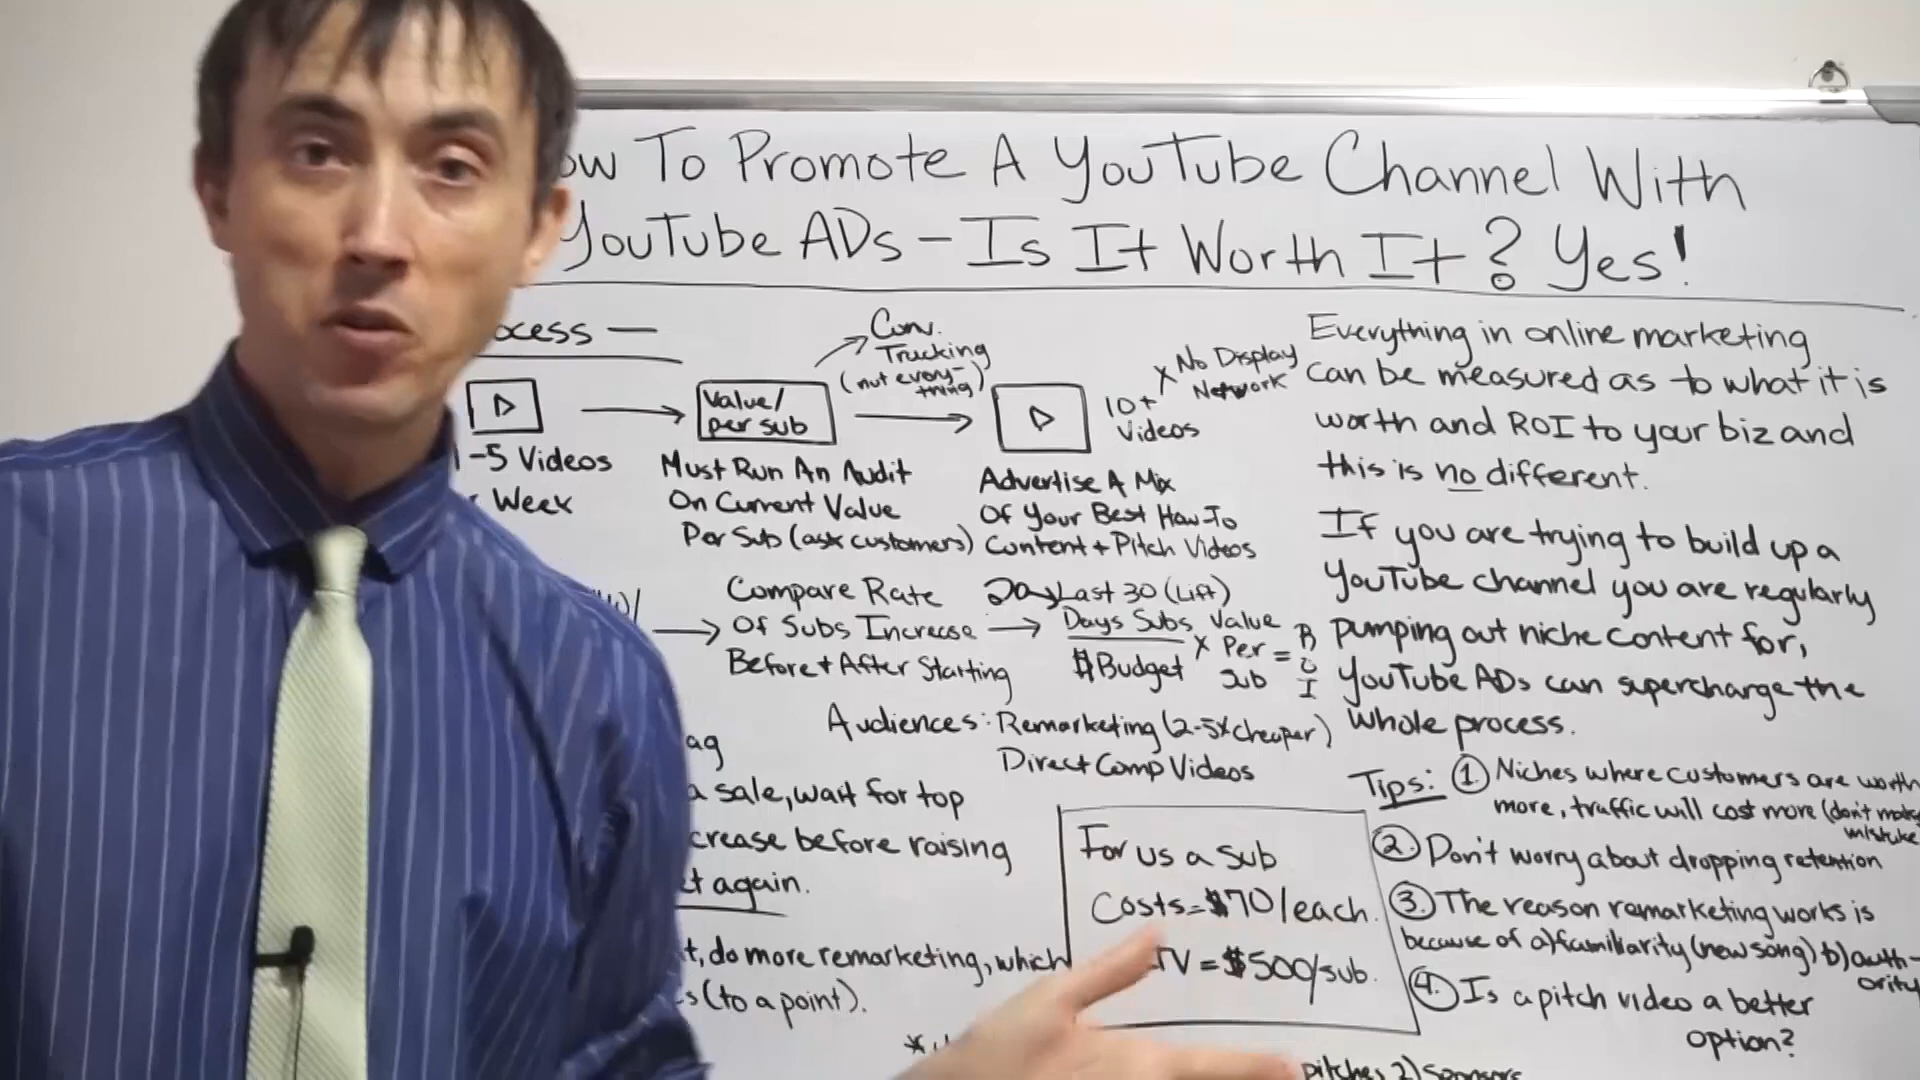 ow To Promote A YouTube Channel With
YouTube ADs - Is It Worth It? Yes!
ocess —
-5 Videos
Week
Value/
per sub
Must Run An Audit
On Current Value
Per Sub (ask customers)
Conv.
Trucking
(not every-
thing)
10+
Videos
x No Display
Network
Advertise A Mix
Of Your Best How-To
Content + Pitch Videos
Compare Rate
Of Subs Increase
Before + After Starting
Last 30 (Lift)
Days Subs
$Budget
x Value
Per
Sub
= ROI
Audiences: Remarketing (2-5x cheaper)
Direct Comp Videos
ag
a sale, wait for top
crease before raising
t again.
t, do more remarketing, which
s (to a point).
For us a sub
Costs = $70/each.
TV = $500/sub.
Everything in online marketing
can be measured as to what it is
worth and ROI to your biz and
this is no different.
If you are trying to build up a
YouTube channel you are regularly
pumping out niche content for,
YouTube ADs can supercharge the
whole process.
Tips: 1. Niches where customers are worth
more, traffic will cost more (don't make
mistake
2. Don't worry about dropping retention
3. The reason remarketing works is
because of a) familiarity (new song) b) auth-
ority
4. Is a pitch video a better
option?
pitches 2) Sponsors